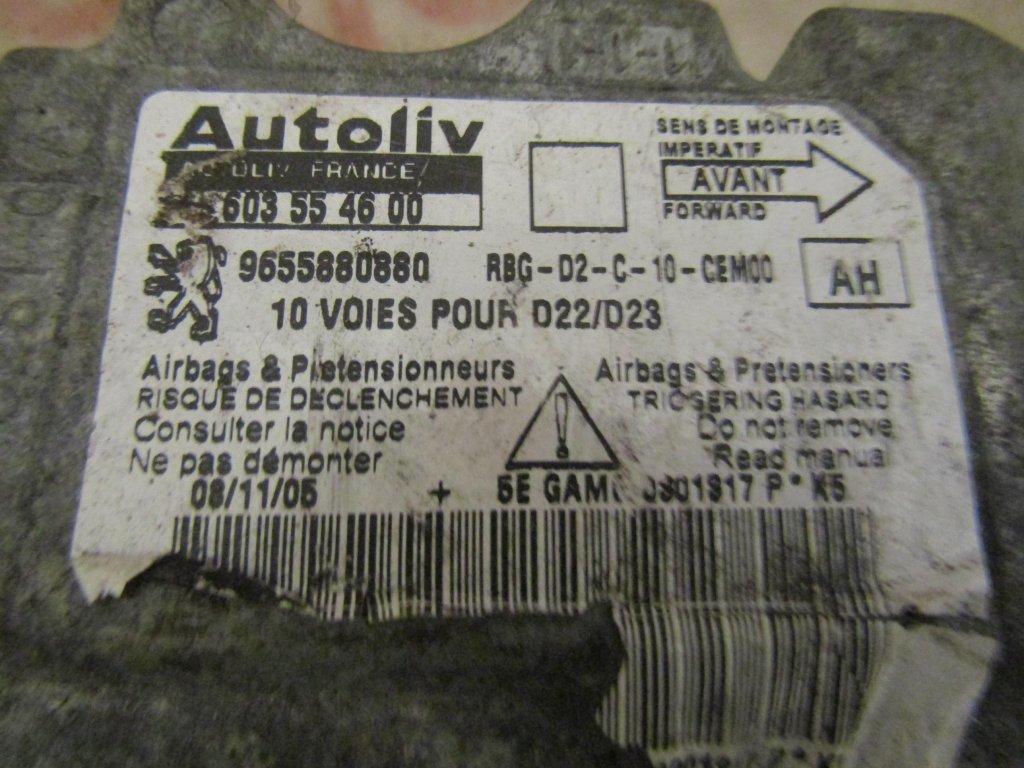 Autoliv
AUTOLIV FRANCE/
603 55 46 00
SENS DE MONTAGE
IMPERATIF
AVANT
FORWARD
9655880880 RBG-D2-C-10-CEM00
AH
10 VOIES POUR D22/D23
Airbags & Pretensionneurs
RISQUE DE DECLENCHEMENT
Consulter la notice
Ne pas démonter
Airbags & Pretensioners
TRIGGERING HASARD
Do not remove
Read manual
08/11/05 + 5E P*K5